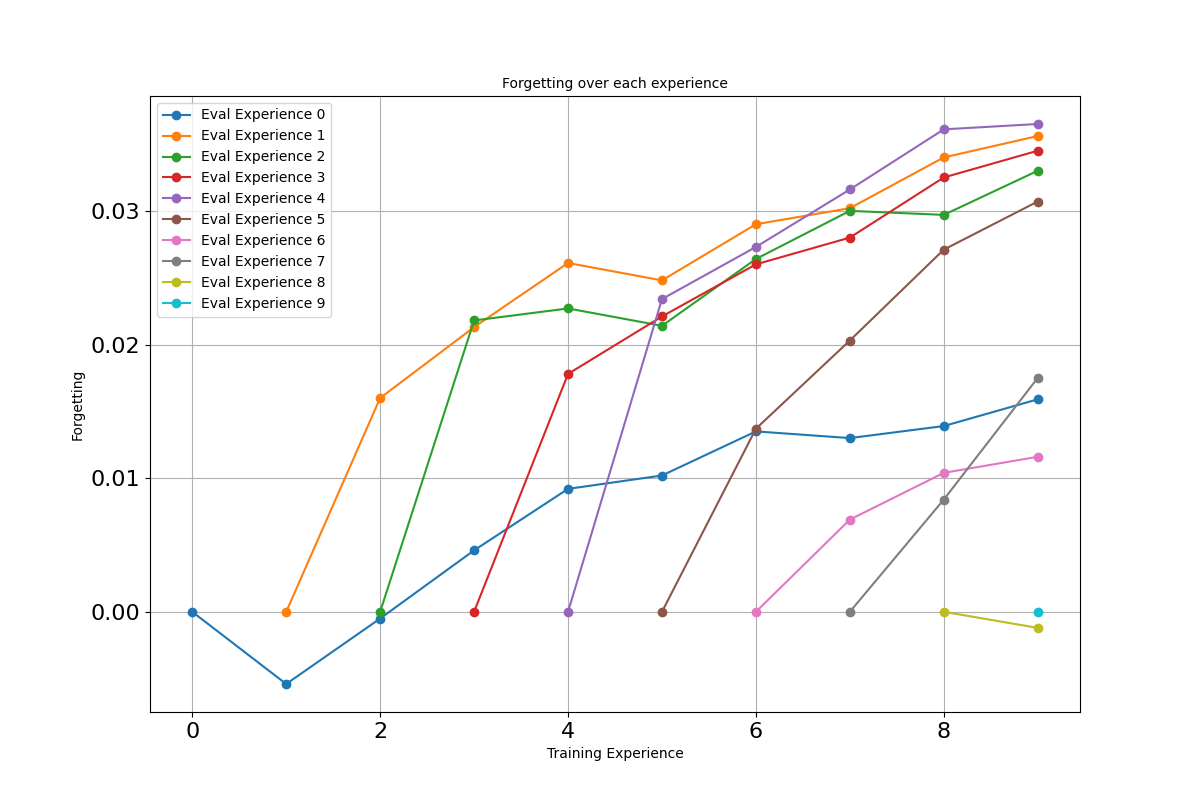 Forgetting over each experience
Eval Experience 0
Eval Experience 1
Eval Experience 2
Eval Experience 3
Eval Experience 4
Eval Experience 5
Eval Experience 6
Eval Experience 7
Eval Experience 8
Eval Experience 9
0.03
0.02
0.01
0.00
Forgetting
0 2 4 6 8
Training Experience